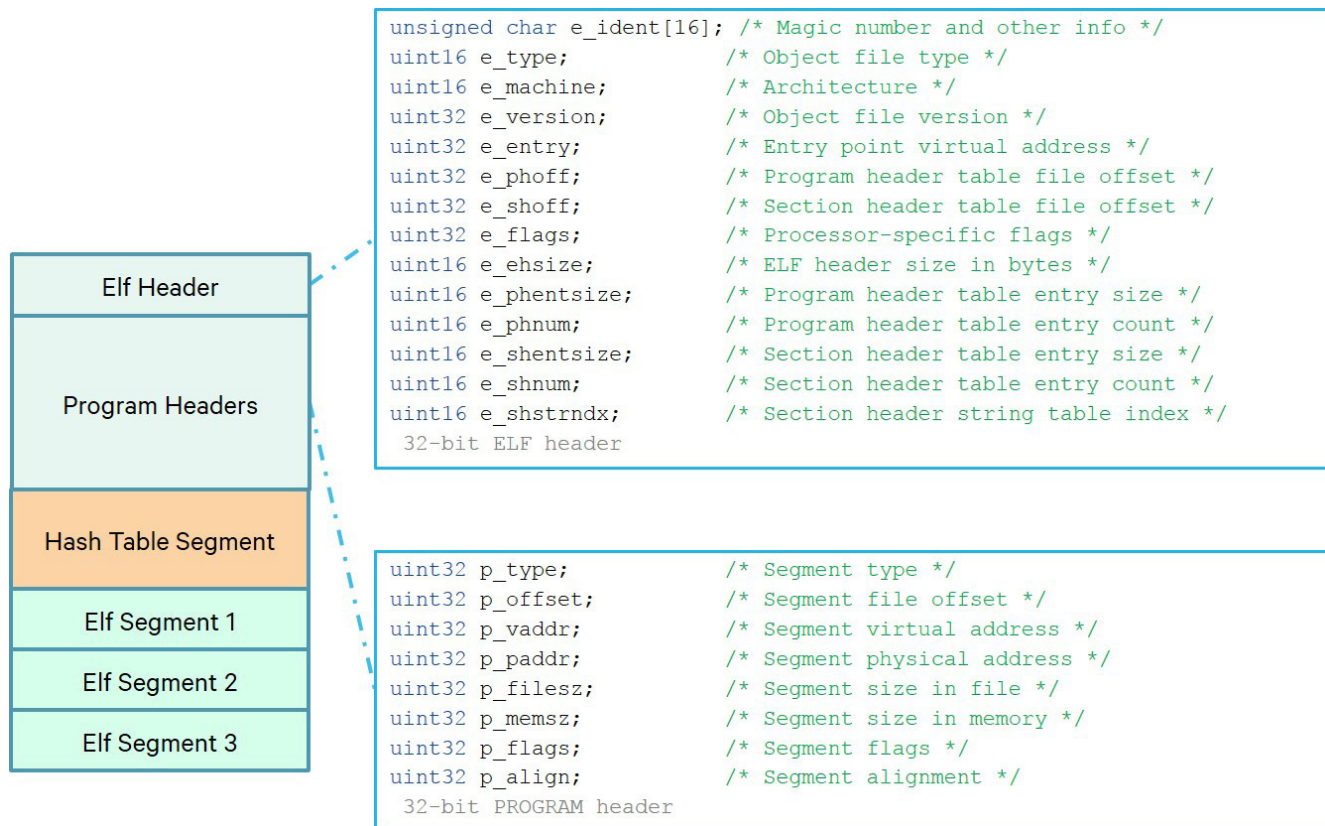 Elf Header
Program Headers
Hash Table Segment
Elf Segment 1
Elf Segment 2
Elf Segment 3
unsigned char e_ident[16]; /* Magic number and other info */
uint16 e_type; /* Object file type */
uint16 e_machine; /* Architecture */
uint32 e_version; /* Object file version */
uint32 e_entry; /* Entry point virtual address */
uint32 e_phoff; /* Program header table file offset */
uint32 e_shoff; /* Section header table file offset */
uint32 e_flags; /* Processor-specific flags */
uint16 e_ehsize; /* ELF header size in bytes */
uint16 e_phentsize; /* Program header table entry size */
uint16 e_phnum; /* Program header table entry count */
uint16 e_shentsize; /* Section header table entry size */
uint16 e_shnum; /* Section header table entry count */
uint16 e_shstrndx; /* Section header string table index */
32-bit ELF header
uint32 p_type; /* Segment type */
uint32 p_offset; /* Segment file offset */
uint32 p_vaddr; /* Segment virtual address */
uint32 p_paddr; /* Segment physical address */
uint32 p_filesz; /* Segment size in file */
uint32 p_memsz; /* Segment size in memory */
uint32 p_flags; /* Segment flags */
uint32 p_align; /* Segment alignment */
32-bit PROGRAM header